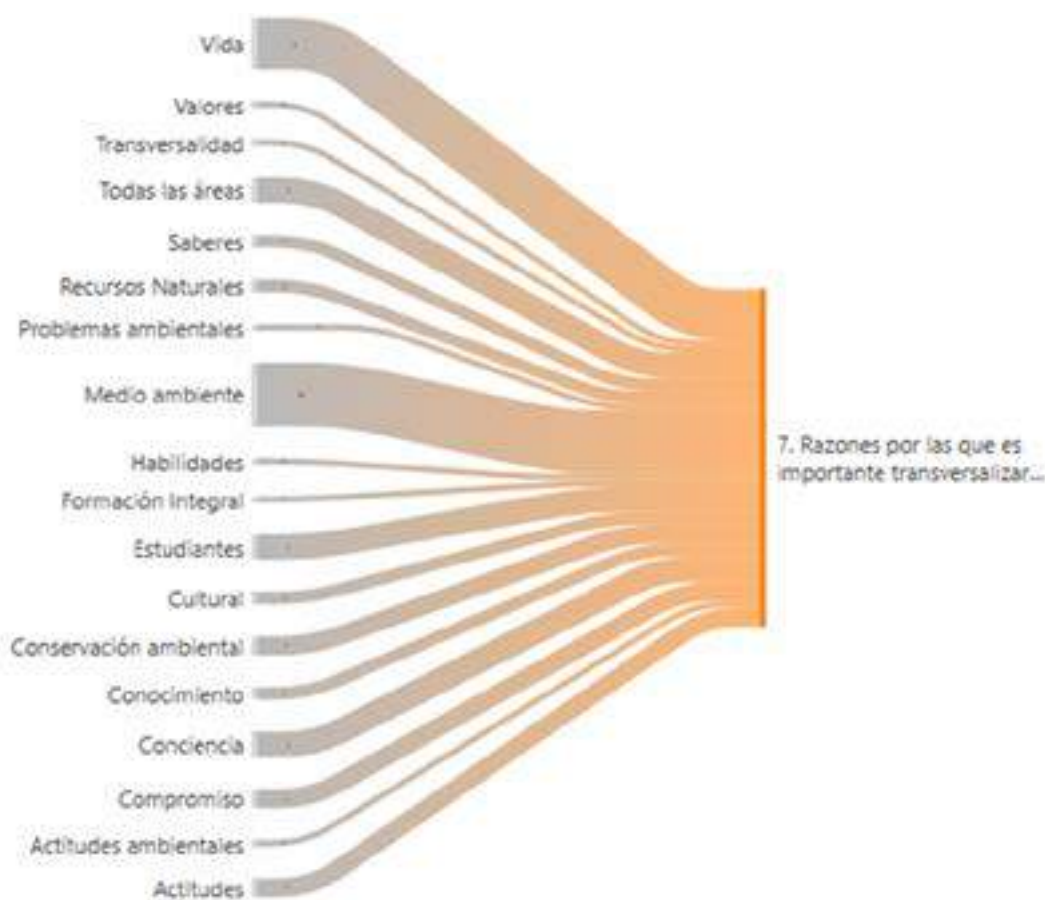 Vida
Valores
Transversalidad
Todas las áreas
Saberes
Recursos Naturales
Problemas ambientales
Medio ambiente
Habilidades
Formación Integral
Estudiantes
Cultural
Conservación ambiental
Conocimiento
Conciencia
Compromiso
Actitudes ambientales
Actitudes
7. Razones por las que es
importante transversalizar...